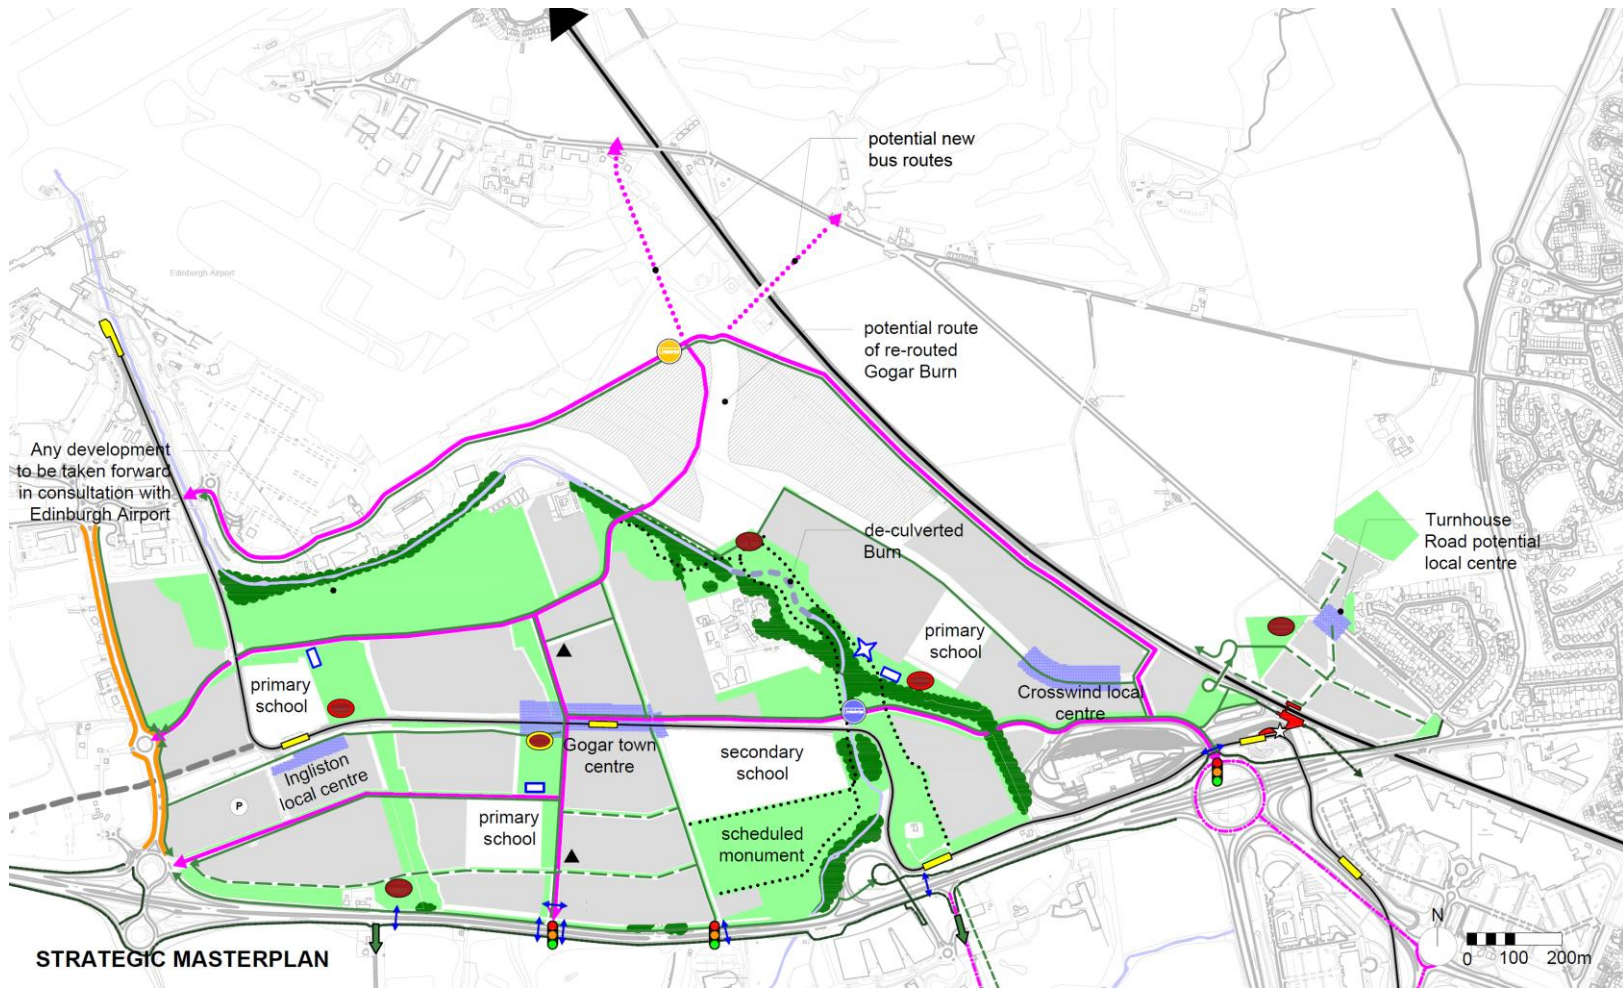 potential new
bus routes
Edinburgh Airport
potential route
of re-routed
Gogar Burn
Any development
to be taken forward
in consultation with
Edinburgh Airport
de-culverted
Burn
Turnhouse
Road potential
local centre
primary
school
primary
school
Crosswind local
centre
Gogar town
centre
secondary
school
Ingliston
local centre
P
primary
school
scheduled
monument
N
0 100 200m
STRATEGIC MASTERPLAN